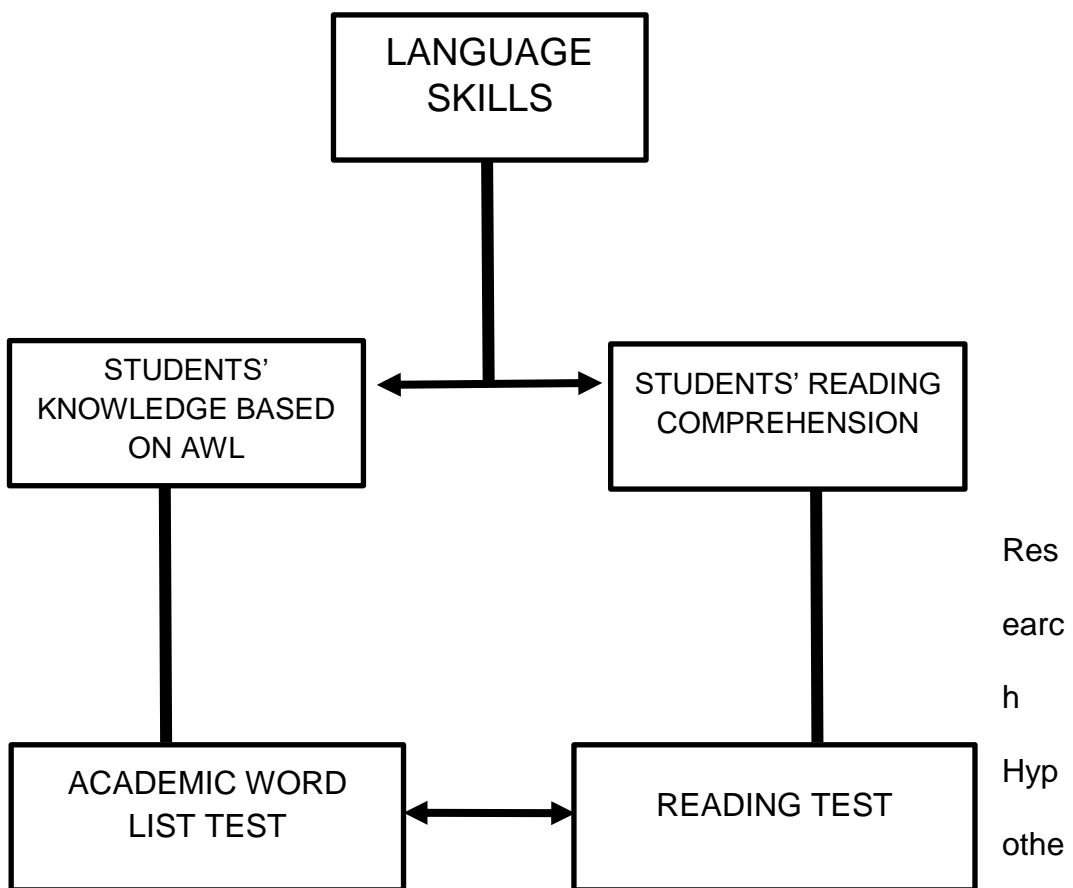 LANGUAGE
SKILLS
STUDENTS’
KNOWLEDGE BASED
ON AWL
STUDENTS’ READING
COMPREHENSION
ACADEMIC WORD
LIST TEST
READING TEST
Res
earc
h
Hyp
othe